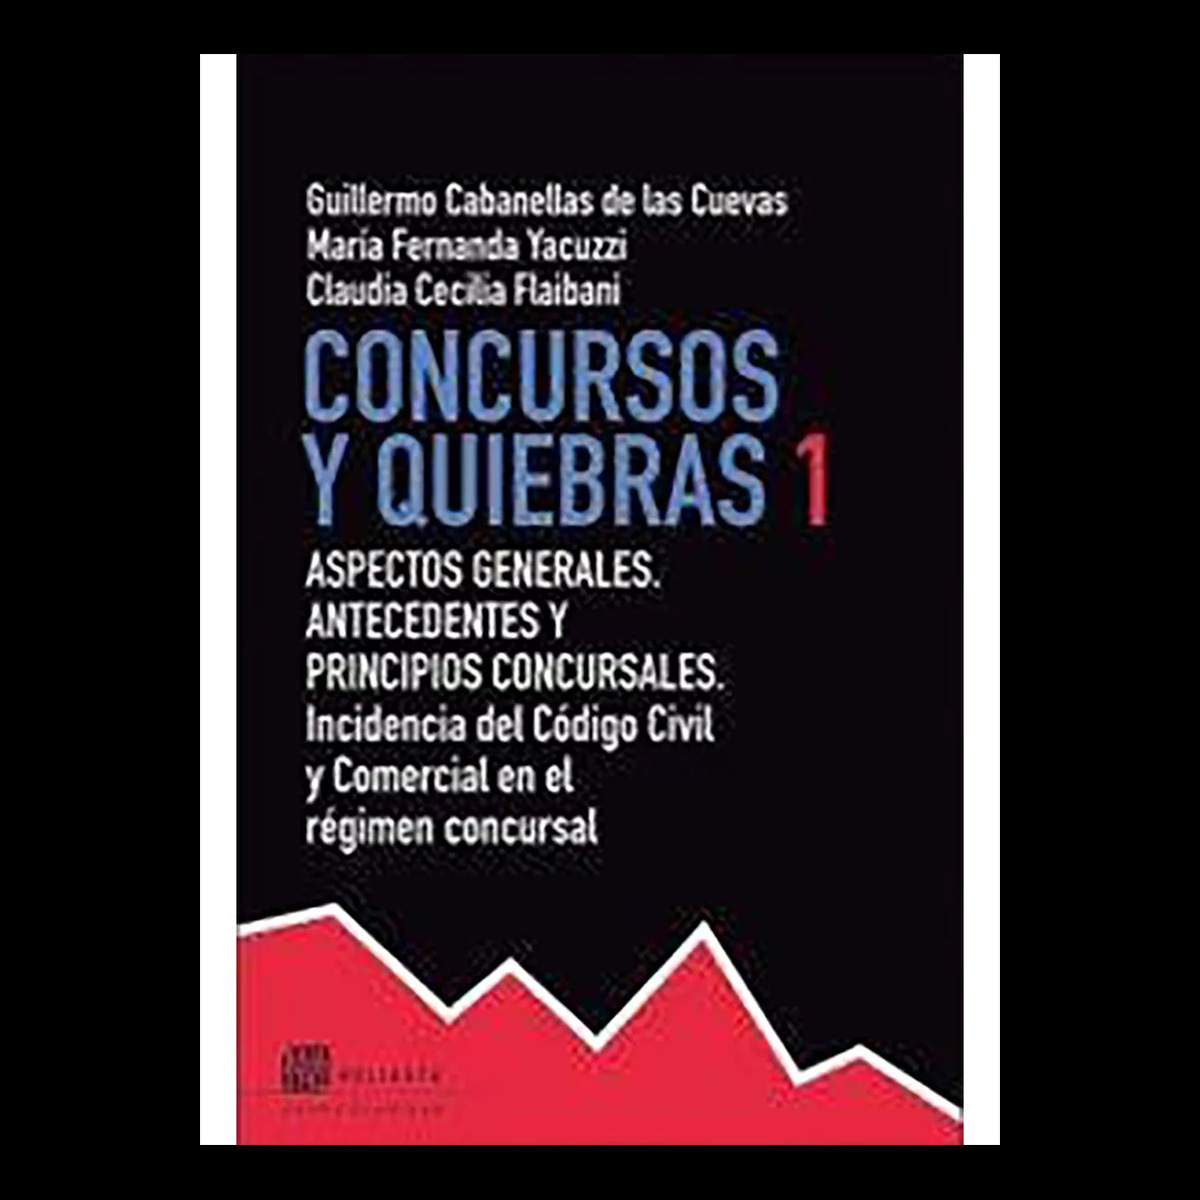 Guillermo Cabanellas de las Cuevas
María Fernanda Yacuzzi
Claudia Cecilia Flaibani
CONCURSOS
Y QUIEBRAS 1
ASPECTOS GENERALES.
ANTECEDENTES Y
PRINCIPIOS CONCURSALES.
Incidencia del Código Civil
y Comercial en el
régimen concursal
HELIASTA